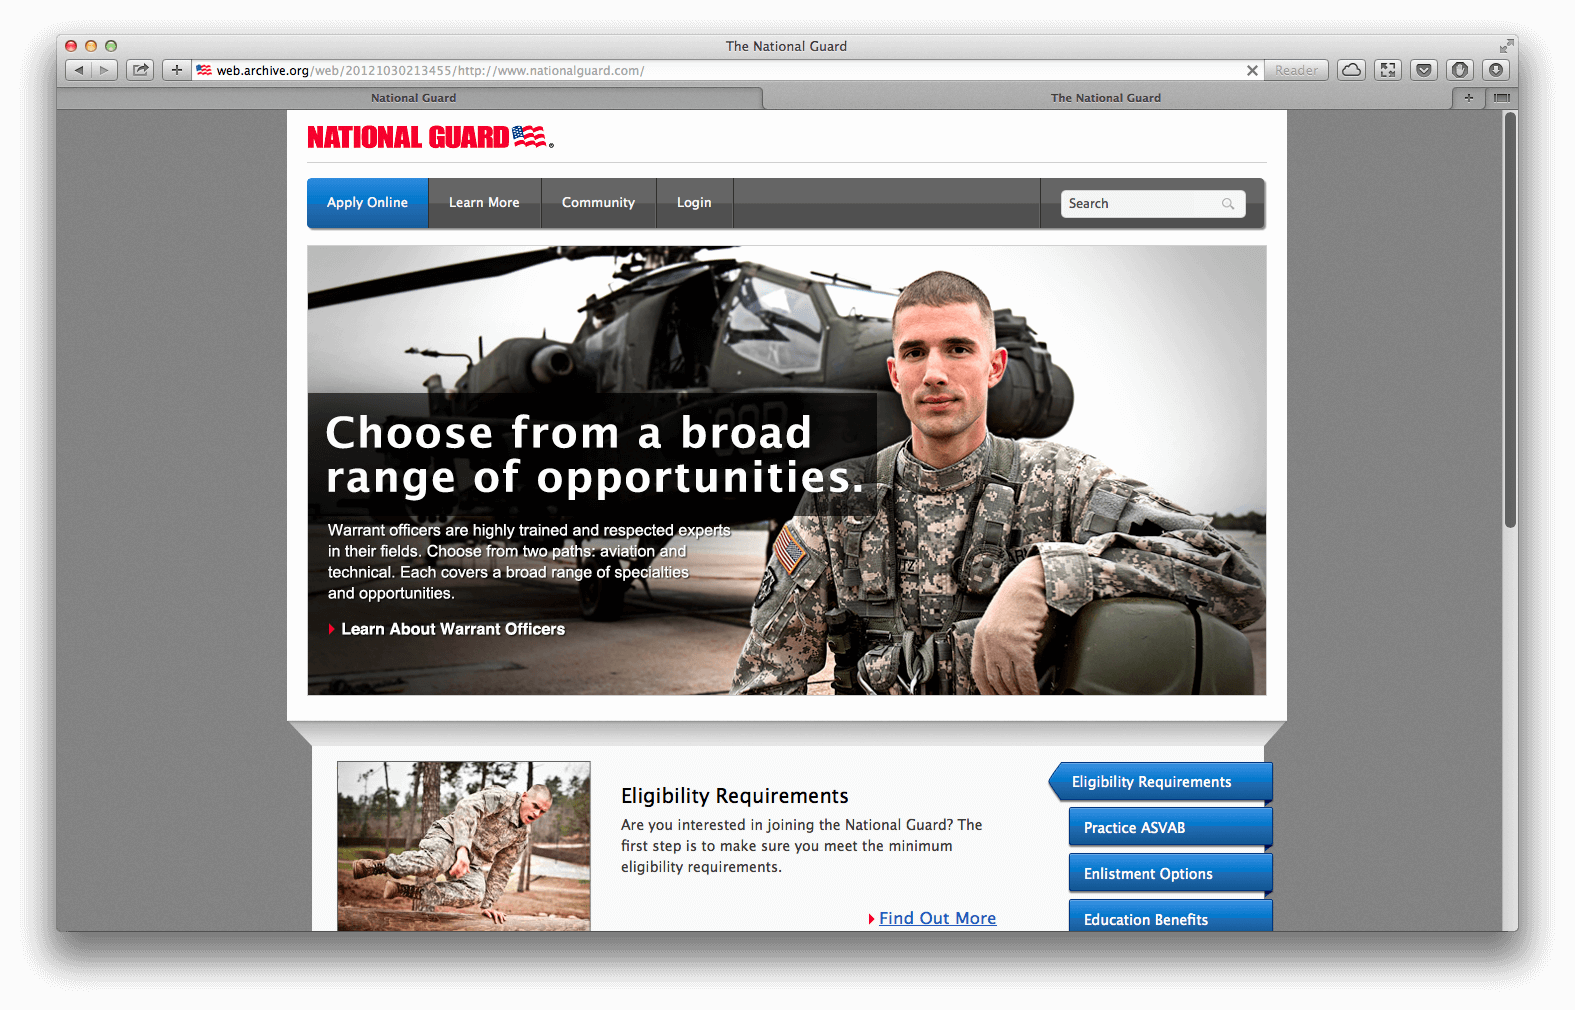 The National Guard
web.archive.org/web/20121030213455/http://www.nationalguard.com/
Reader
National Guard
The National Guard
NATIONAL GUARD®
Apply Online
Learn More
Community
Login
Search
Choose from a broad
range of opportunities.
Warrant officers are highly trained and respected experts
in their fields. Choose from two paths: aviation and
technical. Each covers a broad range of specialties
and opportunities.
Learn About Warrant Officers
Eligibility Requirements
Are you interested in joining the National Guard? The
first step is to make sure you meet the minimum
eligibility requirements.
Find Out More
Eligibility Requirements
Practice ASVAB
Enlistment Options
Education Benefits